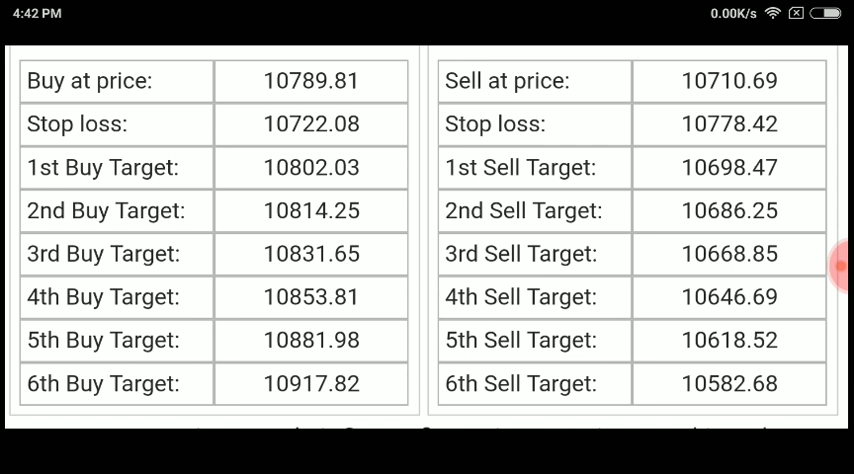 4:42 PM 0.00K/s
Buy at price: 10789.81
Stop loss: 10722.08
1st Buy Target: 10802.03
2nd Buy Target: 10814.25
3rd Buy Target: 10831.65
4th Buy Target: 10853.81
5th Buy Target: 10881.98
6th Buy Target: 10917.82
Sell at price: 10710.69
Stop loss: 10778.42
1st Sell Target: 10698.47
2nd Sell Target: 10686.25
3rd Sell Target: 10668.85
4th Sell Target: 10646.69
5th Sell Target: 10618.52
6th Sell Target: 10582.68